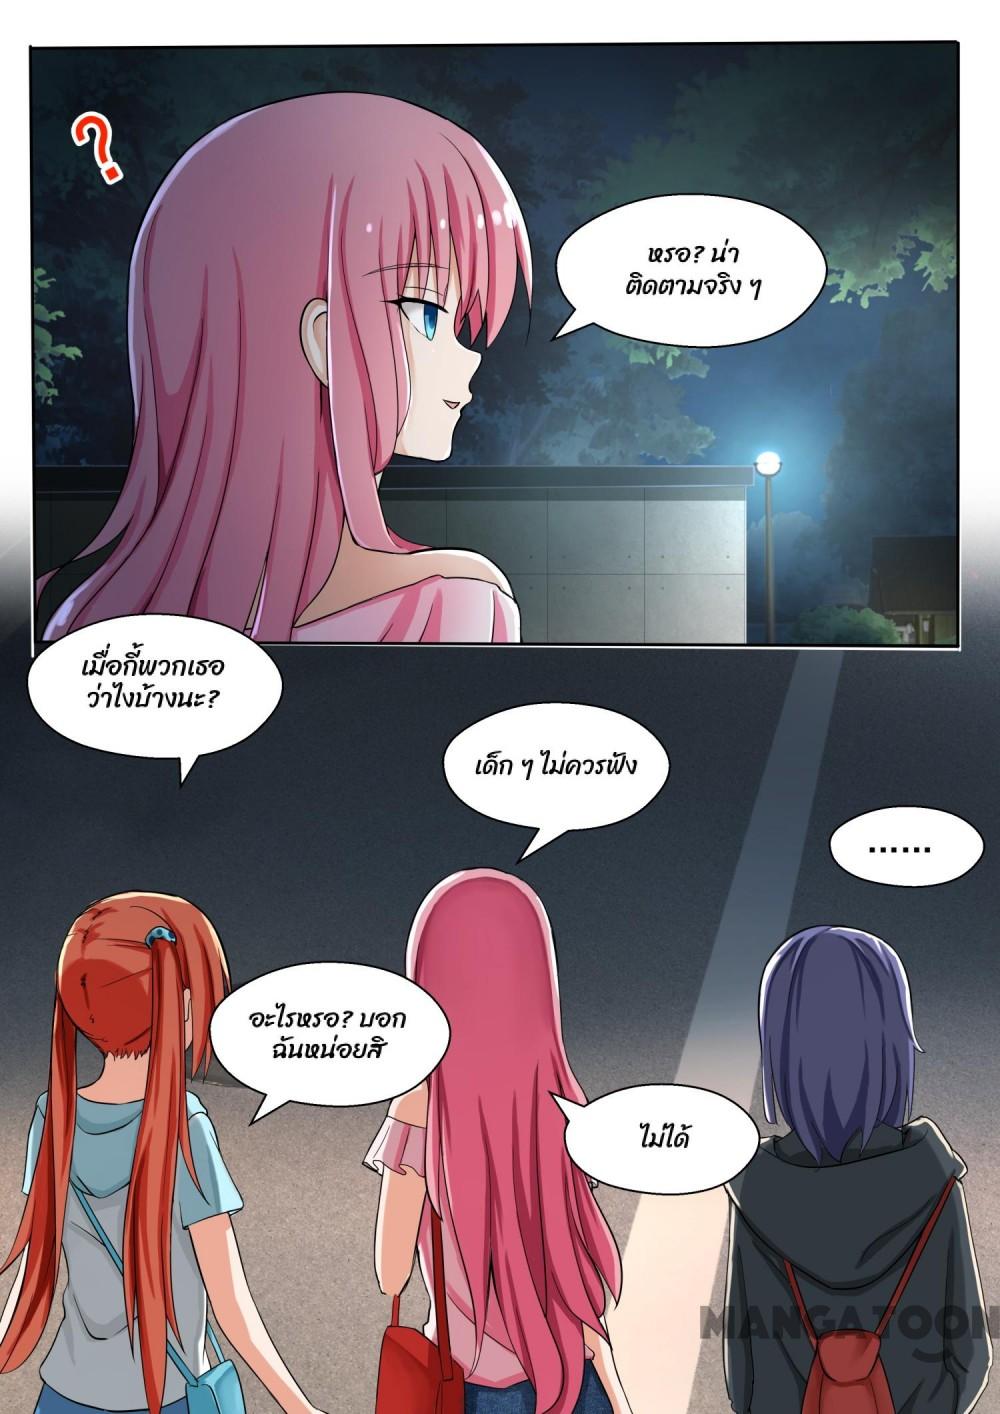 ?
หรอ? น่า
ติดตามจริง ๆ
เมื่อกี้พวกเธอ
ว่าไงบ้างนะ?
เด็ก ๆ ไม่ควรฟัง
......
อะไรหรอ? บอก
ฉันหน่อยสิ
ไม่ได้
MANGATOON